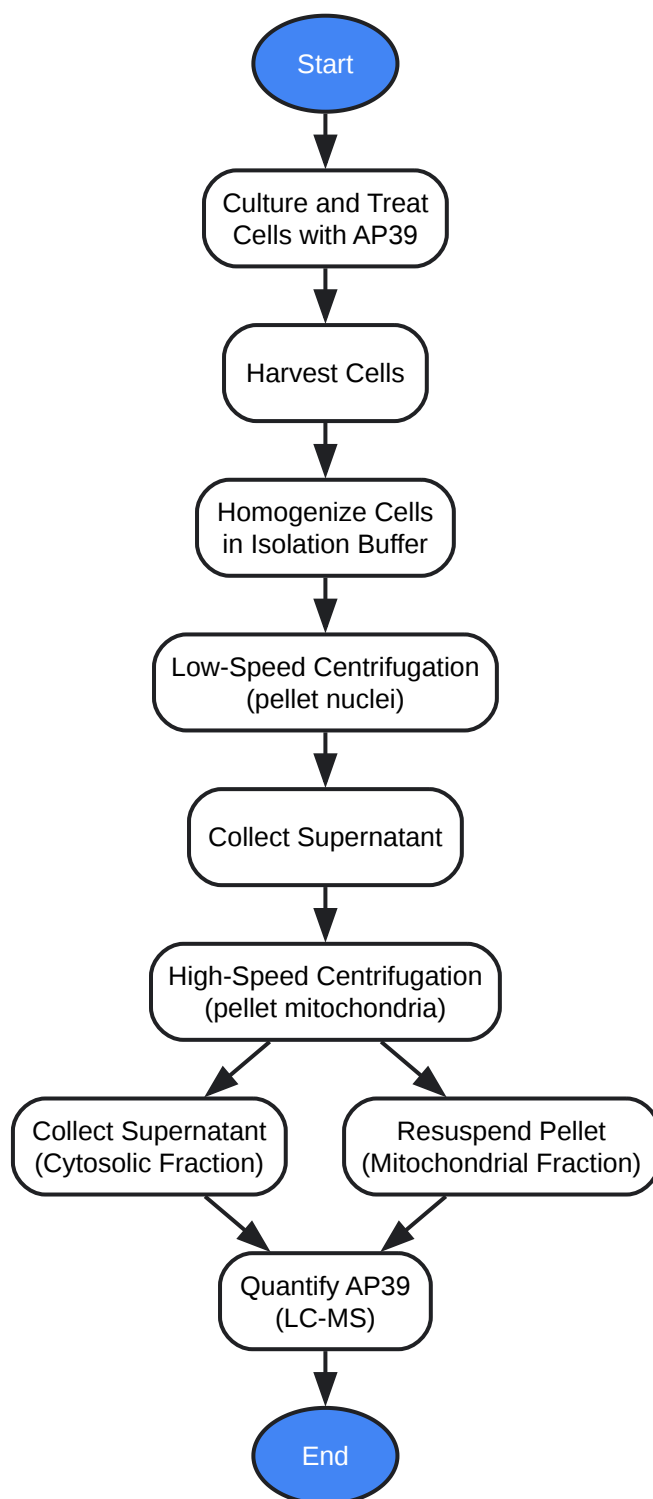 Start
Culture and Treat
Cells with AP39
Harvest Cells
Homogenize Cells
in Isolation Buffer
Low-Speed Centrifugation
(pellet nuclei)
Collect Supernatant
High-Speed Centrifugation
(pellet mitochondria)
Collect Supernatant
(Cytosolic Fraction)
Resuspend Pellet
(Mitochondrial Fraction)
Quantify AP39
(LC-MS)
End